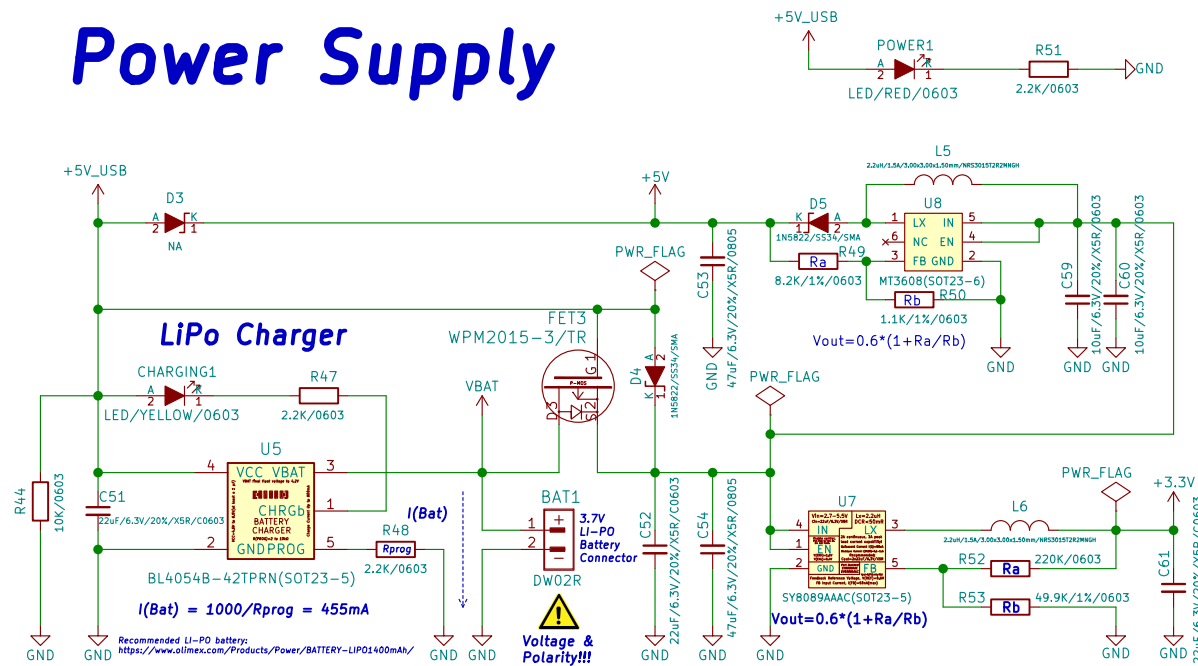 Power Supply
+5V_USB
POWER1
A
2
K
1
LED/RED/0603
R51
2.2K/0603
GND
+5V_USB
D3
A
2
K
1
NA
+5V
PWR_FLAG
C53
47uF/6.3V/20%/X5R/0805
GND
L5
2.2uH/1.5A/3.00x3.00x1.50mm/NRS3015T2R2MNGH
D5
K
1
A
2
1N5822/SS34/SMA
U8
1 LX IN 5
6 NC EN 4
3 FB GND 2
MT3608(SOT23-6)
R49
Ra
8.2K/1%/0603
R50
Rb
1.1K/1%/0603
Vout=0.6*(1+Ra/Rb)
GND
C59
10uF/6.3V/20%/X5R/0603
GND
C60
10uF/6.3V/20%/X5R/0603
GND
LiPo Charger
FET3
WPM2015-3/TR
G 1
P-MOS
D 3
S 2
D4
A
2
K
1
1N5822/SS34/SMA
CHARGING1
A
2
K
1
LED/YELLOW/0603
R47
2.2K/0603
VBAT
PWR_FLAG
R44
10K/0603
GND
C51
22uF/6.3V/20%/X5R/C0603
GND
U5
4 VCC VBAT 3
CHRGb 1
BATTERY
CHARGER
2 GND PROG 5
BL4054B-42TPRN(SOT23-5)
R48
Rprog
2.2K/0603
GND
I(Bat)
I(Bat) = 1000/Rprog = 455mA
Recommended LI-PO battery:
https://www.olimex.com/Products/Power/BATTERY-LIPO1400mAh/
GND
BAT1
1
2
+
−
3.7V
LI-PO
Battery
Connector
DW02R
Voltage &
Polarity!!!
C52
22uF/6.3V/20%/X5R/C0603
GND
C54
47uF/6.3V/20%/X5R/0805
GND
GND
U7
4 IN LX 3
1 EN
2 GND FB 5
SY8089AAAC(SOT23-5)
Vout=0.6*(1+Ra/Rb)
L6
2.2uH/1.5A/3.00x3.00x1.50mm/NRS3015T2R2MNGH
PWR_FLAG
+3.3V
R52
Ra
220K/0603
R53
Rb
49.9K/1%/0603
GND
C61
GND